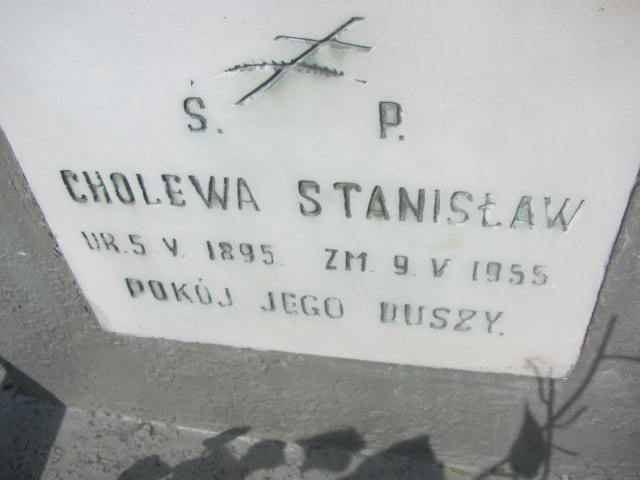 Ś. P.
CHOLEWA STANISŁAW
UR. 5. V. 1895. ZM. 9. V 1955
POKÓJ JEGO DUSZY.